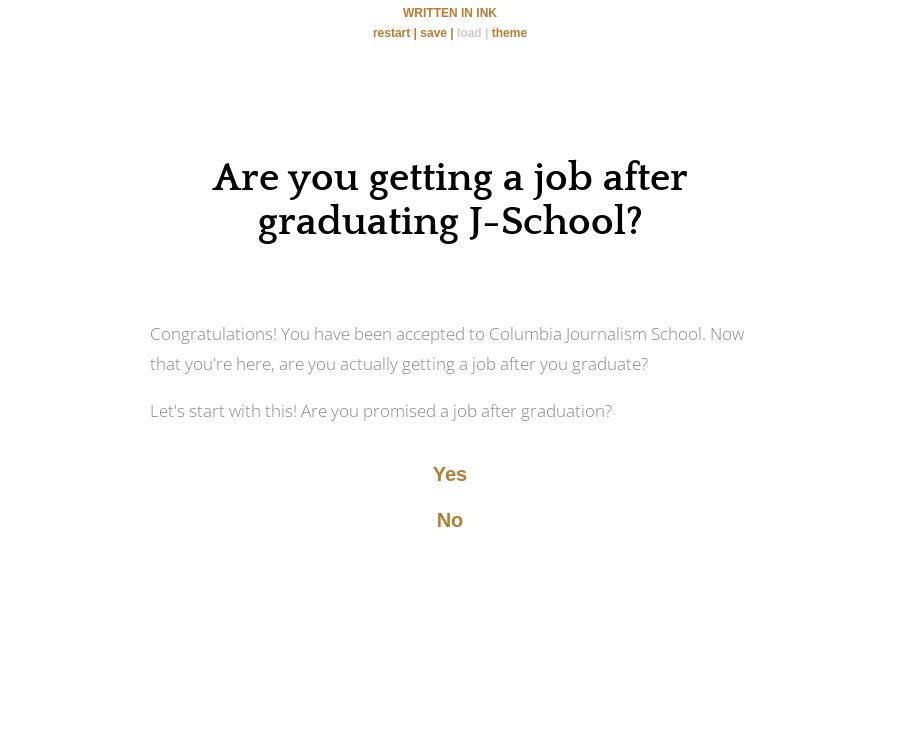 WRITTEN IN INK
restart | save | load | theme
Are you getting a job after
graduating J-School?
Congratulations! You have been accepted to Columbia Journalism School. Now
that you're here, are you actually getting a job after you graduate?
Let's start with this! Are you promised a job after graduation?
Yes
No